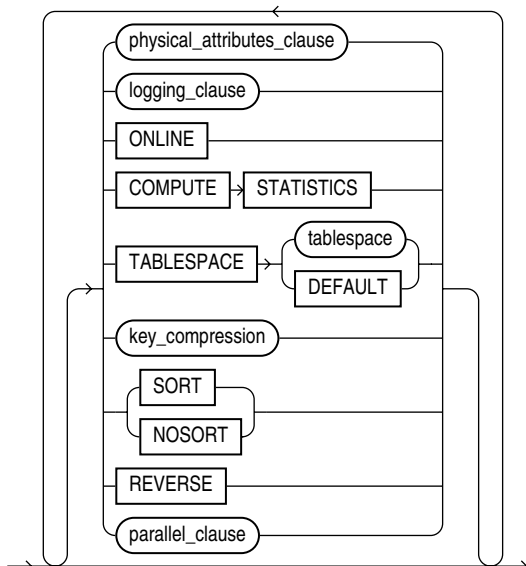 physical_attributes_clause
logging_clause
ONLINE
COMPUTE STATISTICS
tablespace
TABLESPACE
DEFAULT
key_compression
SORT
NOSORT
REVERSE
parallel_clause